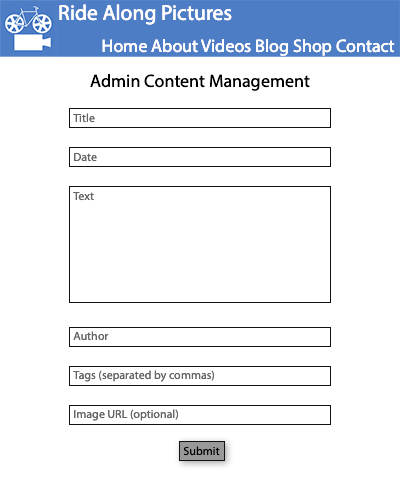 Ride Along Pictures
Home About Videos Blog Shop Contact
Admin Content Management
Title
Date
Text
Author
Tags (separated by commas)
Image URL (optional)
Submit